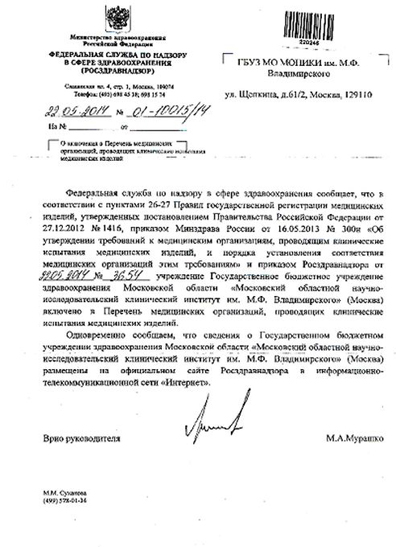 Министерство здравоохранения
Российской Федерации
ФЕДЕРАЛЬНАЯ СЛУЖБА ПО НАДЗОРУ
В СФЕРЕ ЗДРАВООХРАНЕНИЯ
(РОСЗДРАВНАДЗОР)
Славянская пл. 4, стр. 1, Москва, 109074
Телефон: (495) 698 45 38; 698 15 74
22.05.2014 № 01-10015/14
На № от
О включении в Перечень медицинских
организаций, проводящих клинические испытания
медицинских изделий
220246
ГБУЗ МО МОНИКИ им. М.Ф.
Владимирского
ул. Щепкина, д.61/2, Москва, 129110
Федеральная служба по надзору в сфере здравоохранения сообщает, что в
соответствии с пунктами 26-27 Правил государственной регистрации медицинских
изделий, утвержденных постановлением Правительства Российской Федерации от
27.12.2012 №1416, приказом Минздрава России от 16.05.2013 № 300н «Об
утверждении требований к медицинским организациям, проводящим клинические
испытания медицинских изделий, и порядка установления соответствия
медицинских организаций этим требованиям» и приказом Росздравнадзора от
22.05.2014 № 3654 учреждение Государственное бюджетное учреждение
здравоохранения Московской области «Московский областной научно-
исследовательский клинический институт им. М.Ф. Владимирского» (Москва)
включено в Перечень медицинских организаций, проводящих клинические
испытания медицинских изделий.
Одновременно сообщаем, что сведения о Государственном бюджетном
учреждении здравоохранения Московской области «Московский областной научно-
исследовательский клинический институт им. М.Ф. Владимирского» (Москва)
размещены на официальном сайте Росздравнадзора в информационно-
телекоммуникационной сети «Интернет».
Врио руководителя
М.А.Мурашко
М.М. Суханова
(499) 578-01-36